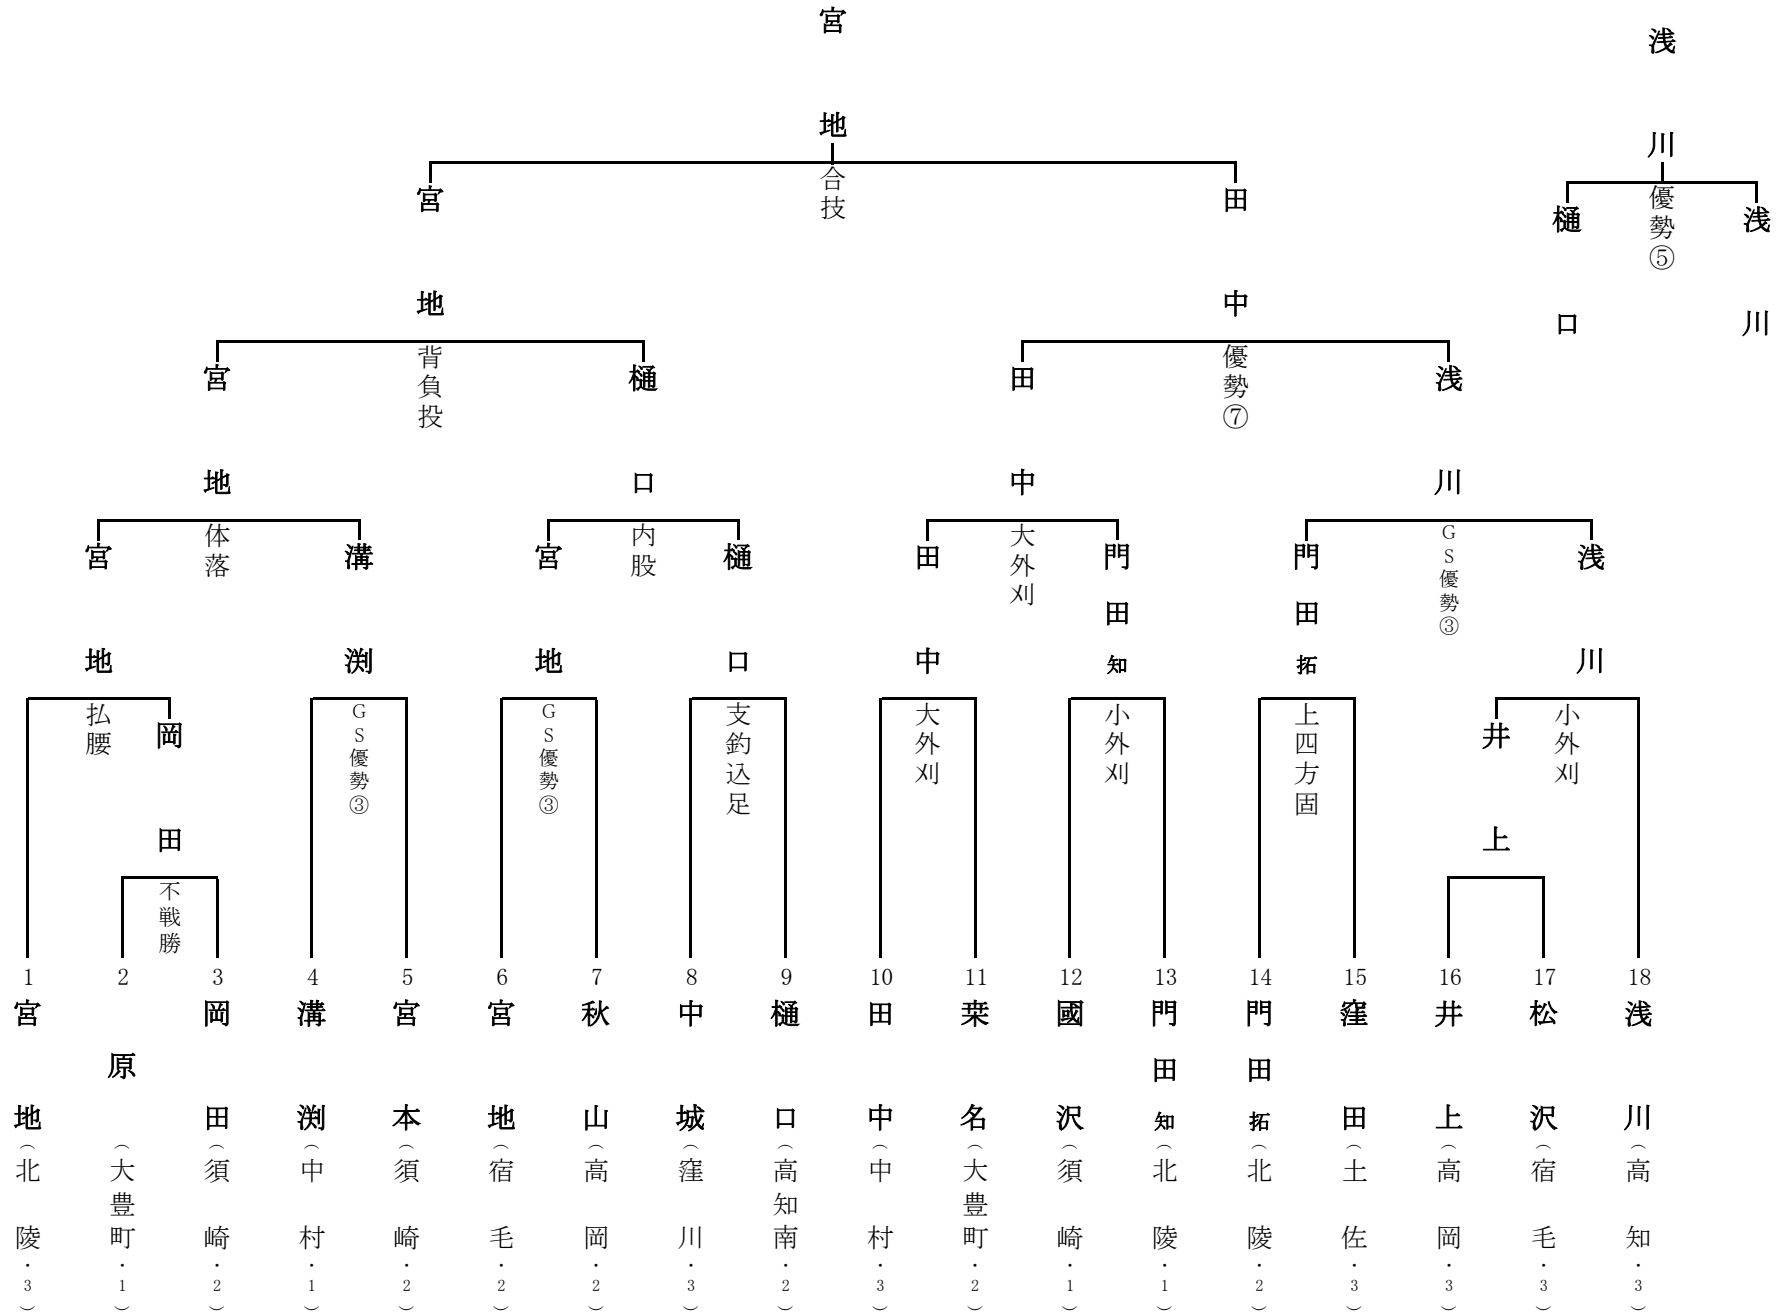 宮地
合技
宮地
田中
浅川
優勢⑤
樋口
浅川
背負投
宮地
樋口
優勢⑦
田中
浅川
体落
宮地
溝渕
内股
宮地
樋口
大外刈
田中
門田知
GS優勢③
門田拓
浅川
払腰
岡田
GS優勢③
GS優勢③
支釣込足
大外刈
小外刈
上四方固
井上
小外刈
不戦勝
1 宮地（北陵・3）
2 原（大豊町・1）
3 岡田（須崎・2）
4 溝渕（中村・1）
5 宮本（須崎・2）
6 宮地（宿毛・2）
7 秋山（高岡・2）
8 中城（窪川・3）
9 樋口（高知南・2）
10 田中（中村・3）
11 桒名（大豊町・2）
12 國沢（須崎・1）
13 門田知（北陵・1）
14 門田拓（北陵・2）
15 窪田（土佐・3）
16 井上（高岡・3）
17 松沢（宿毛・3）
18 浅川（高知・3）